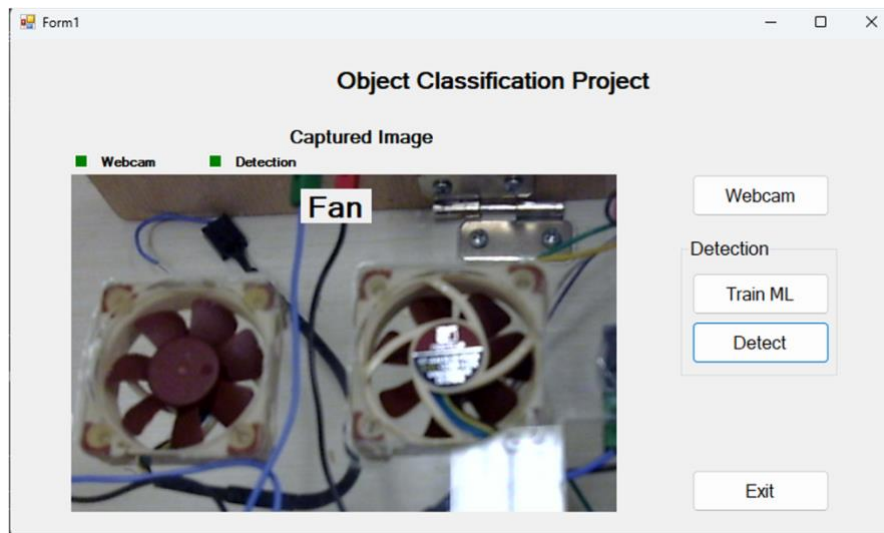 Form1
Object Classification Project
Captured Image
Webcam Detection
Fan
Webcam
Detection
Train ML
Detect
Exit